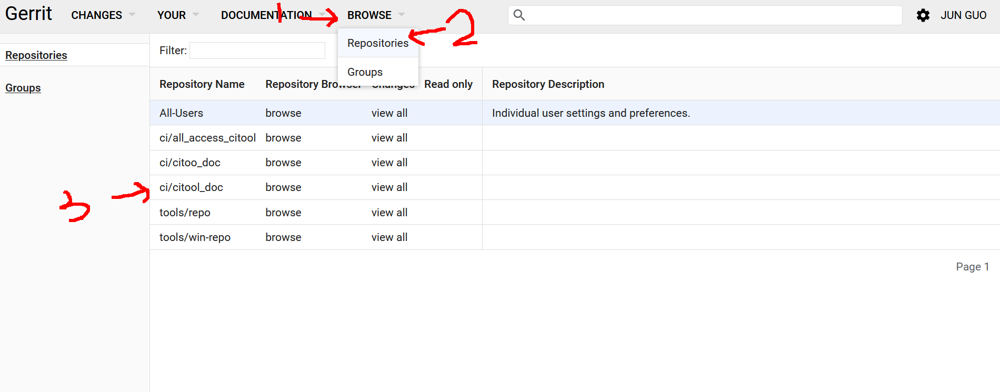 Gerrit CHANGES YOUR DOCUMENTATION 1 BROWSE 2 JUN GUO
Repositories
Groups
Repositories
Groups
Filter:
Repository Name Repository Browser Changes Read only Repository Description
All-Users browse view all Individual user settings and preferences.
ci/all_access_citool browse view all
ci/citoo_doc browse view all
3 ci/citool_doc browse view all
tools/repo browse view all
tools/win-repo browse view all
Page 1